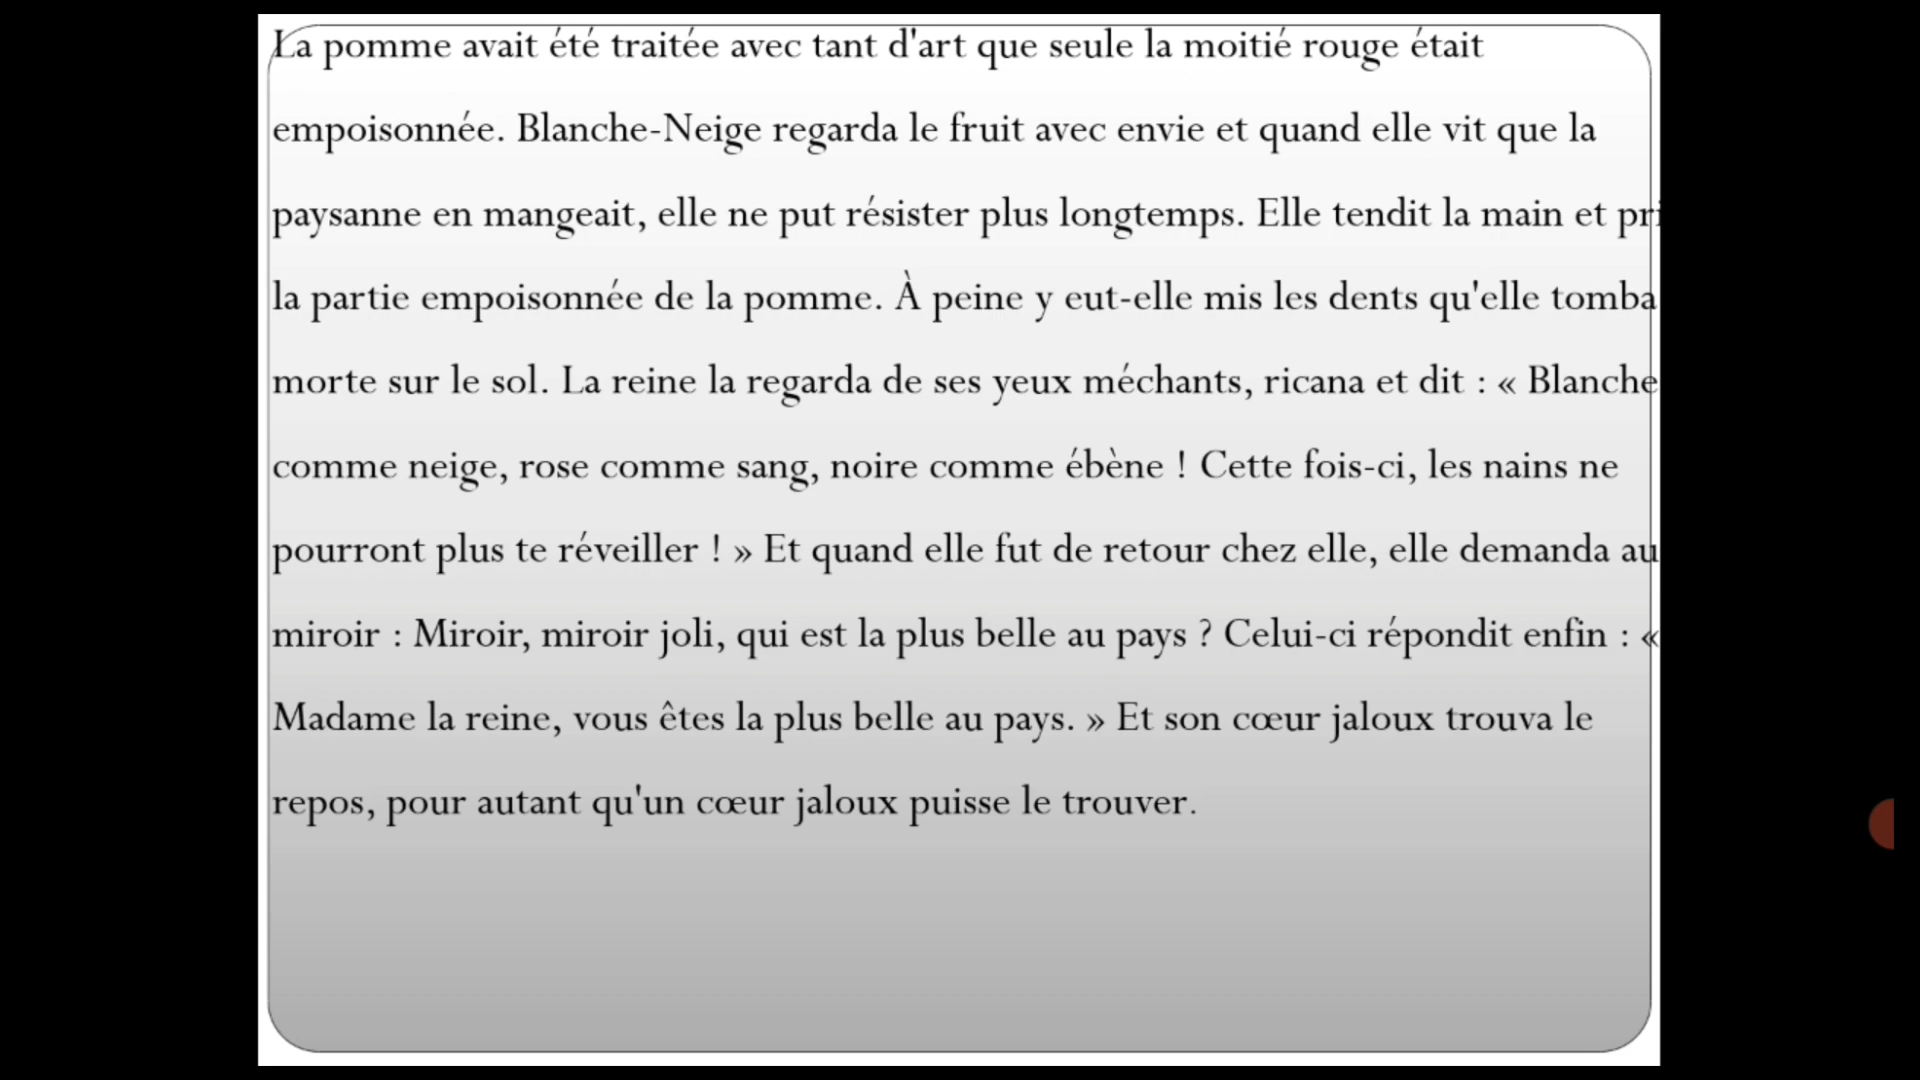 La pomme avait été traitée avec tant d'art que seule la moitié rouge était
empoisonnée. Blanche-Neige regarda le fruit avec envie et quand elle vit que la
paysanne en mangeait, elle ne put résister plus longtemps. Elle tendit la main et pri
la partie empoisonnée de la pomme. À peine y eut-elle mis les dents qu'elle tomba
morte sur le sol. La reine la regarda de ses yeux méchants, ricana et dit : « Blanche
comme neige, rose comme sang, noire comme ébène ! Cette fois-ci, les nains ne
pourront plus te réveiller ! » Et quand elle fut de retour chez elle, elle demanda au
miroir : Miroir, miroir joli, qui est la plus belle au pays ? Celui-ci répondit enfin : «
Madame la reine, vous êtes la plus belle au pays. » Et son cœur jaloux trouva le
repos, pour autant qu'un cœur jaloux puisse le trouver.